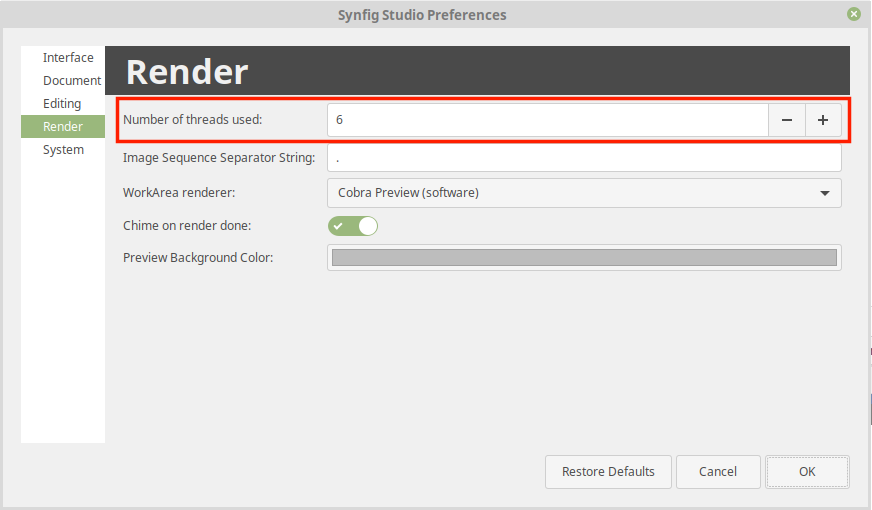 Synfig Studio Preferences
Interface
Document
Editing
Render
System
Render
Number of threads used: 6
Image Sequence Separator String: .
WorkArea renderer: Cobra Preview (software)
Chime on render done:
Preview Background Color:
Restore Defaults Cancel OK